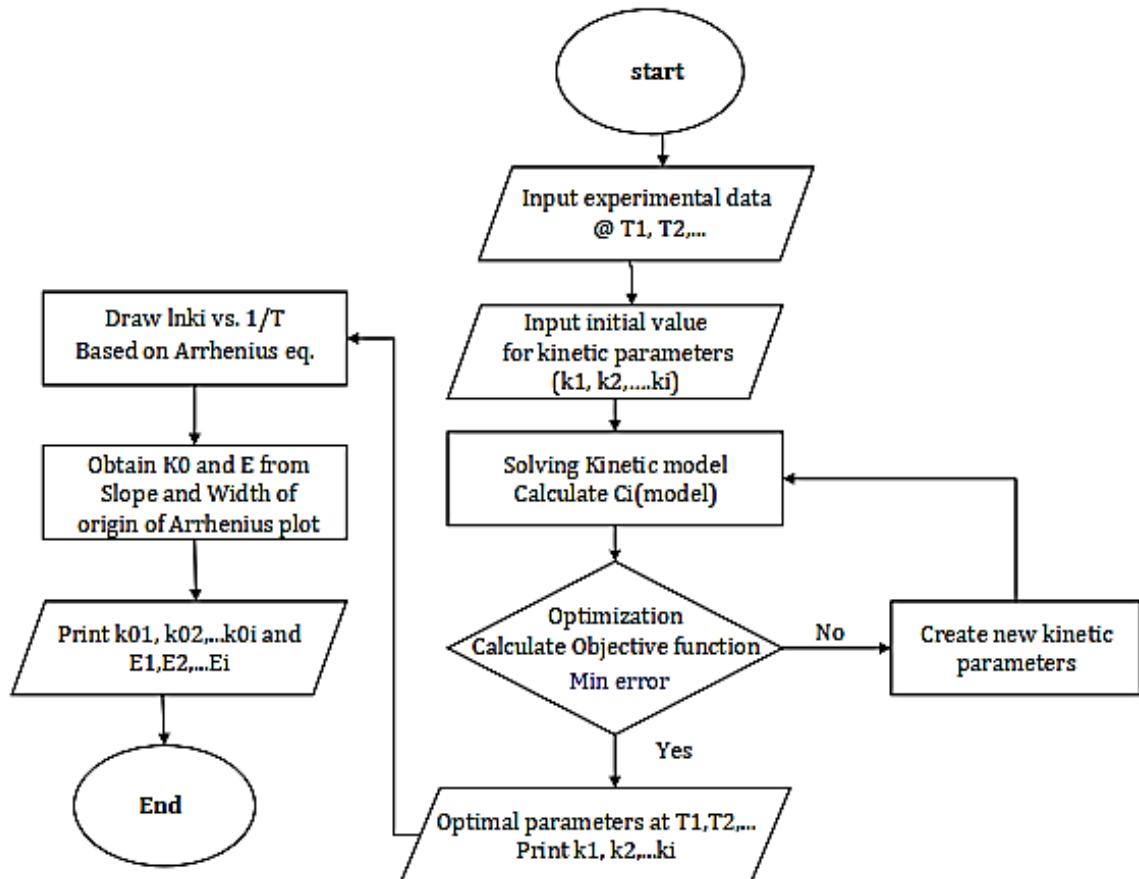 start
Input experimental data
@ T1, T2,...
Input initial value
for kinetic parameters
(k1, k2,....ki)
Solving Kinetic model
Calculate Ci(model)
Optimization
Calculate Objective function
Min error
No
Create new kinetic
parameters
Yes
Optimal parameters at T1,T2,...
Print k1, k2,...ki
Draw lnki vs. 1/T
Based on Arrhenius eq.
Obtain K0 and E from
Slope and Width of
origin of Arrhenius plot
Print k01, k02,...k0i and
E1,E2,...Ei
End